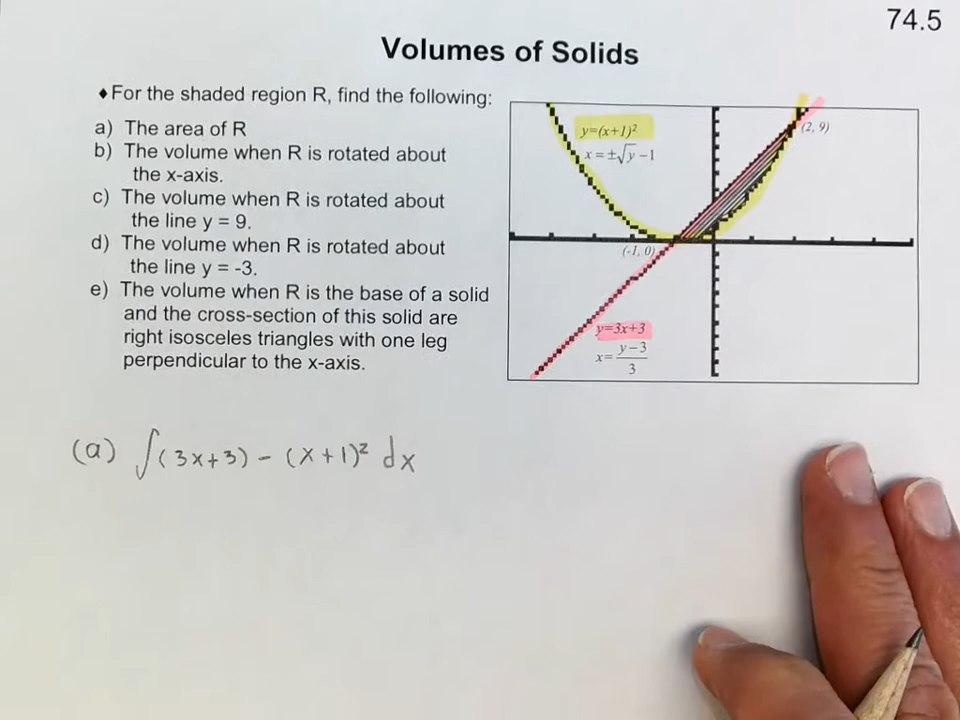 74.5
Volumes of Solids
♦For the shaded region R, find the following:
a) The area of R
b) The volume when R is rotated about
the x-axis.
c) The volume when R is rotated about
the line y = 9.
d) The volume when R is rotated about
the line y = -3.
e) The volume when R is the base of a solid
and the cross-section of this solid are
right isosceles triangles with one leg
perpendicular to the x-axis.
y=(x+1)²
x=±√y−1
(2, 9)
(-1, 0)
y=3x+3
x=(y−3)/3
(a) ∫(3x+3) − (x+1)² dx